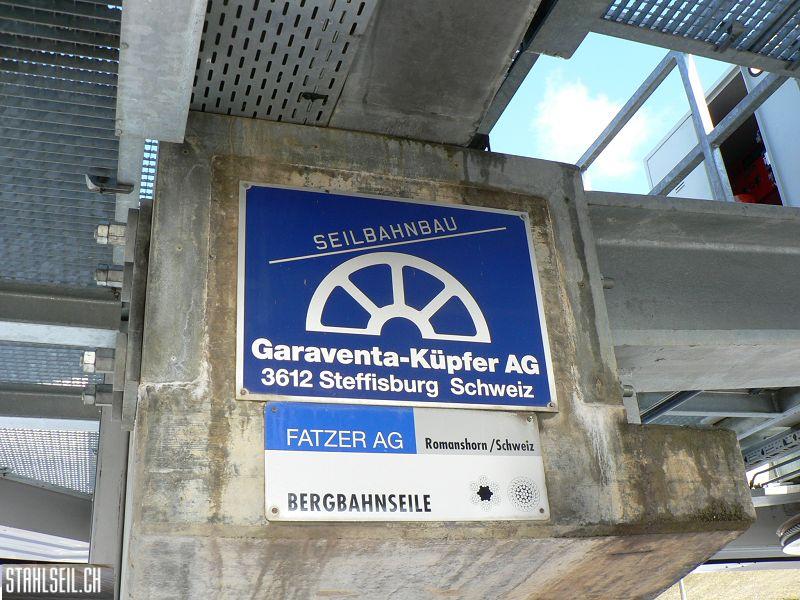 SEILBAHNBAU
Garaventa-Küpfer AG
3612 Steffisburg Schweiz
FATZER AG Romanshorn/Schweiz
BERGBAHNSEILE
STAHLSEIL.CH